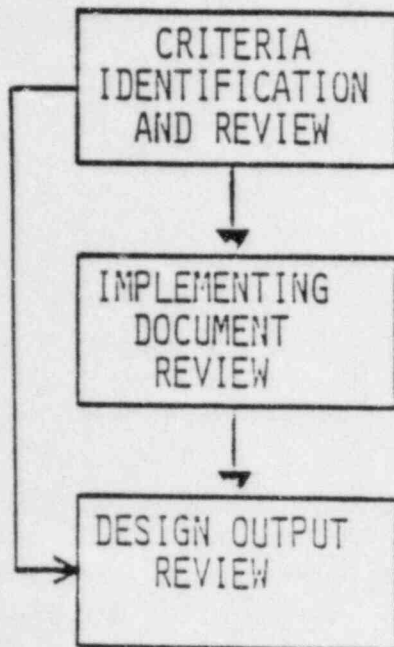 CRITERIA
IDENTIFICATION
AND REVIEW
IMPLEMENTING
DOCUMENT
REVIEW
DESIGN OUTPUT
REVIEW